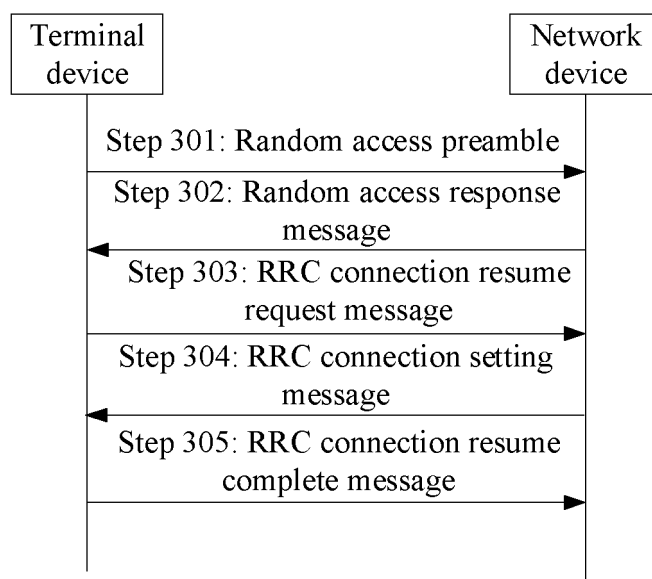 Terminal
device
Network
device
Step 301: Random access preamble
Step 302: Random access response
message
Step 303: RRC connection resume
request message
Step 304: RRC connection setting
message
Step 305: RRC connection resume
complete message